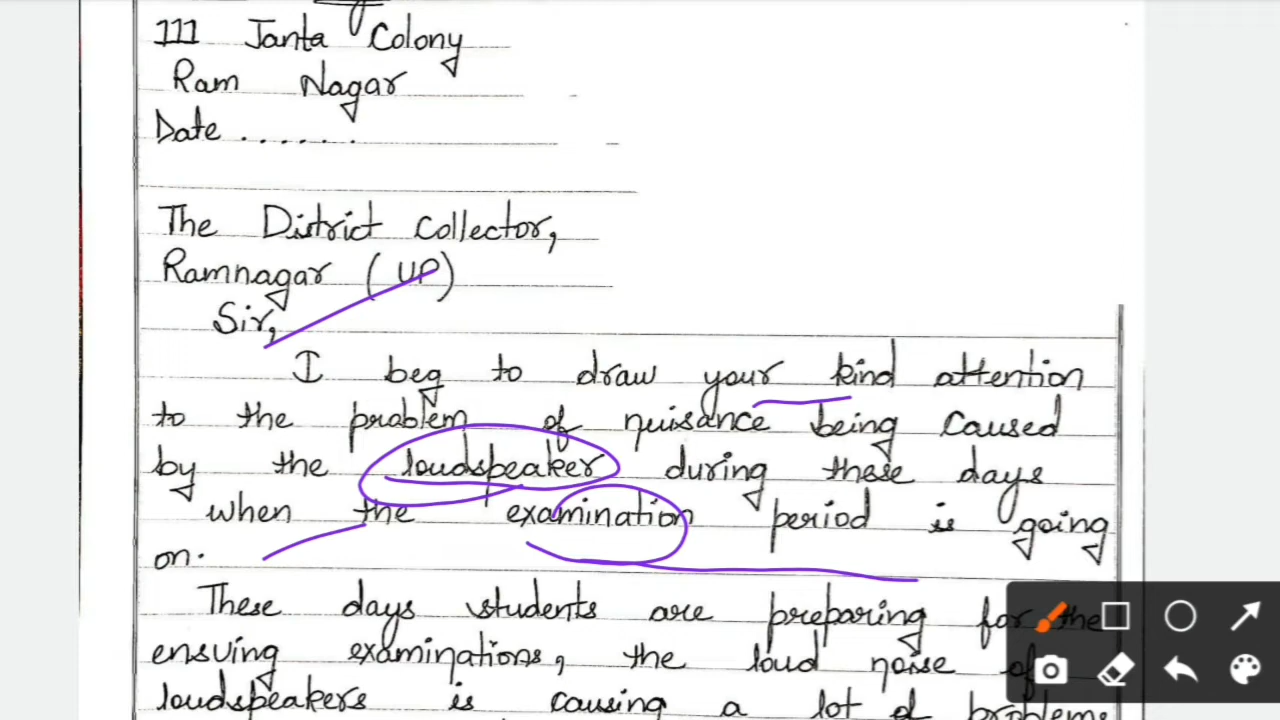 111 Janta Colony
Ram Nagar
Date ......
The District Collector,
Ramnagar (UP)
Sir,
I beg to draw your kind attention
to the problem of nuisance being caused
by the loudspeaker during these days
when the examination period is going
on.
These days students are preparing for the
ensuing examinations, the loud noise of
loudspeakers is causing a lot of problems